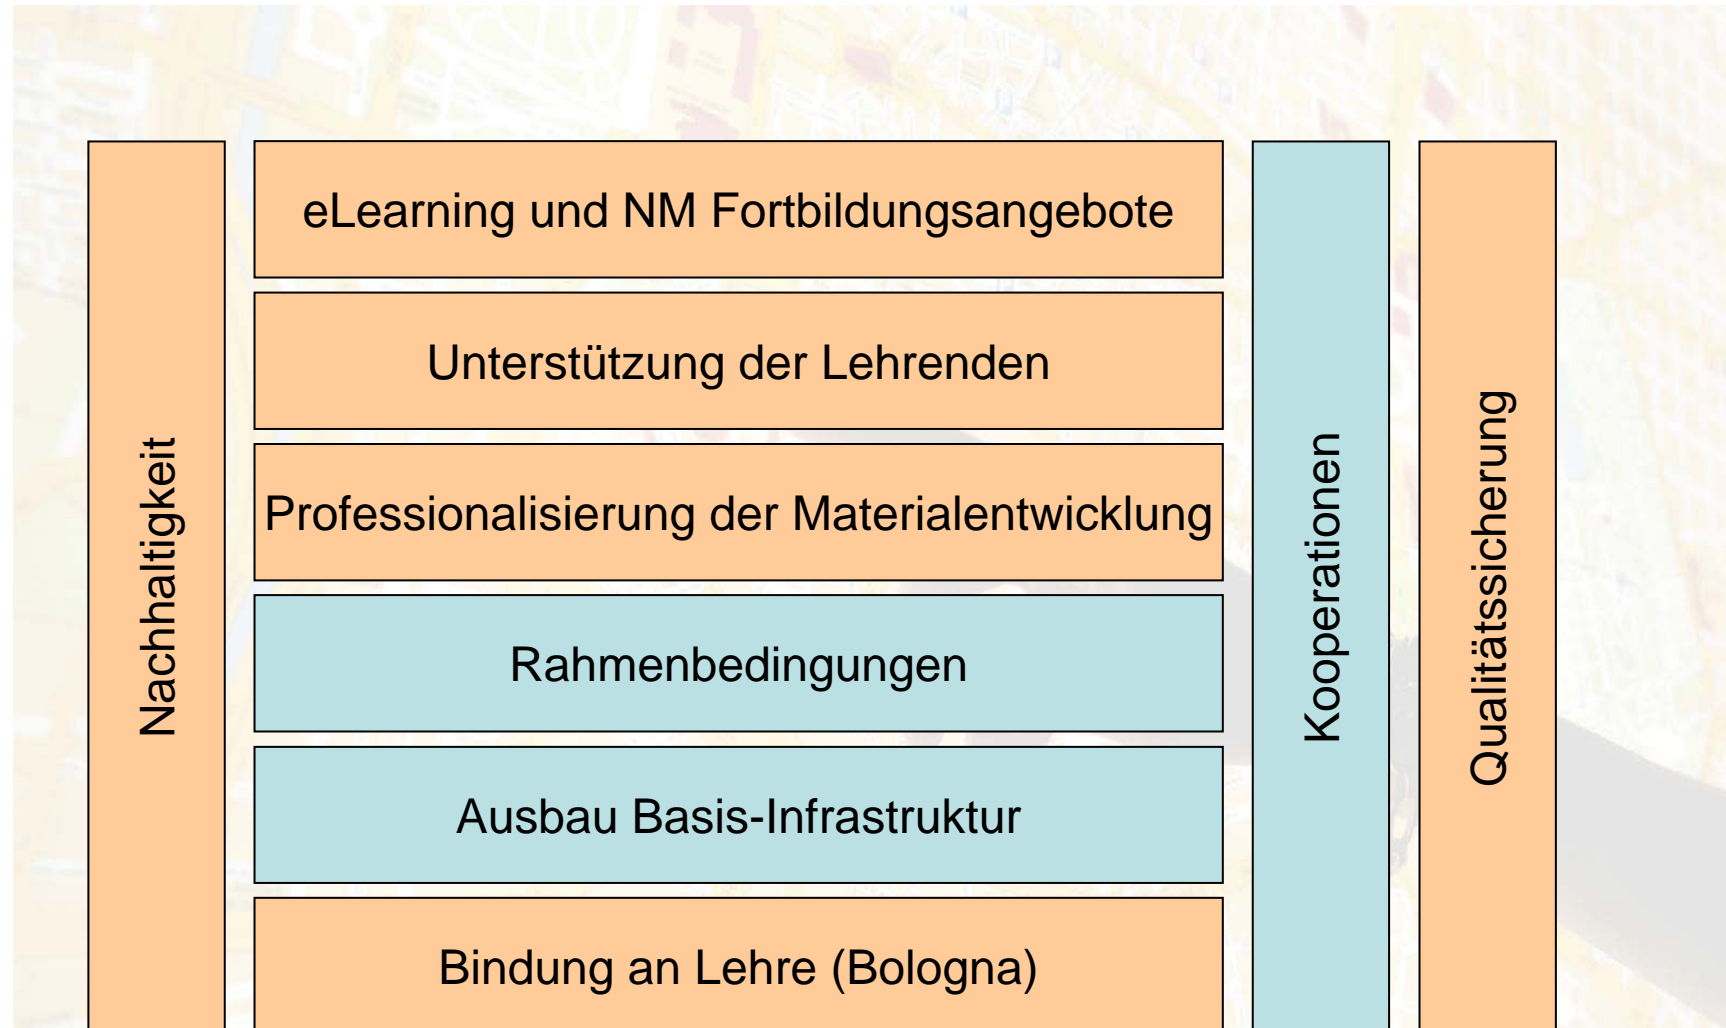 Nachhaltigkeit
eLearning und NM Fortbildungsangebote
Unterstützung der Lehrenden
Professionalisierung der Materialentwicklung
Rahmenbedingungen
Ausbau Basis-Infrastruktur
Bindung an Lehre (Bologna)
Kooperationen
Qualitätssicherung